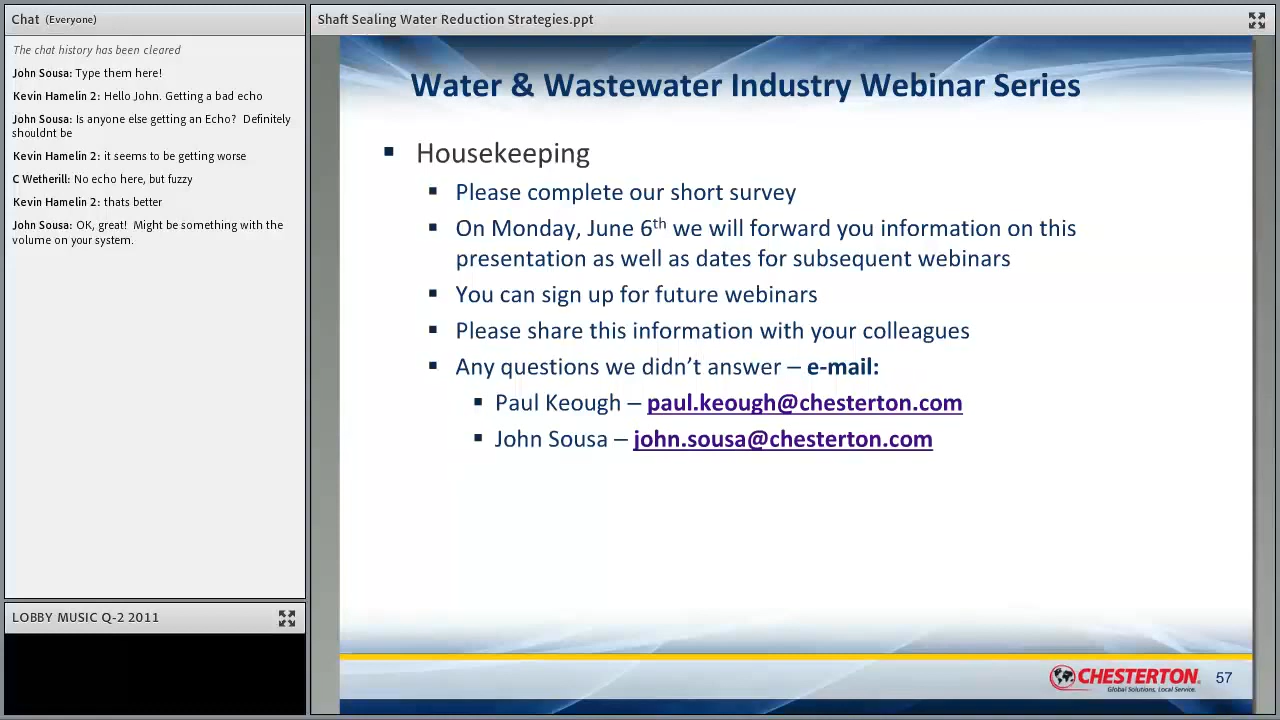 Chat (Everyone)
The chat history has been cleared
John Sousa: Type them here!
Kevin Hamelin 2: Hello John. Getting a bad echo
John Sousa: Is anyone else getting an Echo?  Definitely
shouldnt be
Kevin Hamelin 2: it seems to be getting worse
C Wetherill: No echo here, but fuzzy
Kevin Hamelin 2: thats better
John Sousa: OK, great!  Might be something with the
volume on your system.
LOBBY MUSIC Q-2 2011
Shaft Sealing Water Reduction Strategies.ppt
Water & Wastewater Industry Webinar Series
▪ Housekeeping
▪ Please complete our short survey
▪ On Monday, June 6th we will forward you information on this
presentation as well as dates for subsequent webinars
▪ You can sign up for future webinars
▪ Please share this information with your colleagues
▪ Any questions we didn’t answer – e-mail:
▪ Paul Keough – paul.keough@chesterton.com
▪ John Sousa – john.sousa@chesterton.com
CHESTERTON
Global Solutions, Local Service.
57